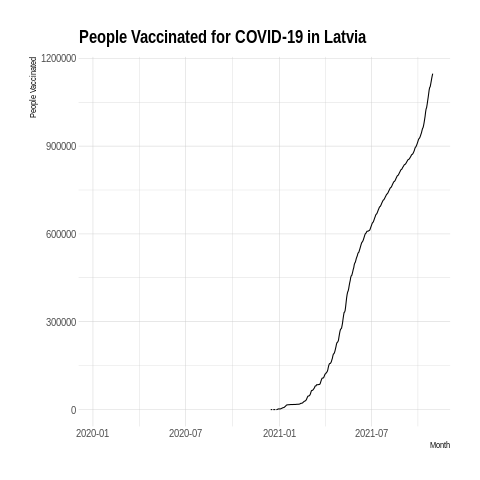 People Vaccinated for COVID-19 in Latvia
People Vaccinated
1200000
900000
600000
300000
0
2020-01 2020-07 2021-01 2021-07
Month